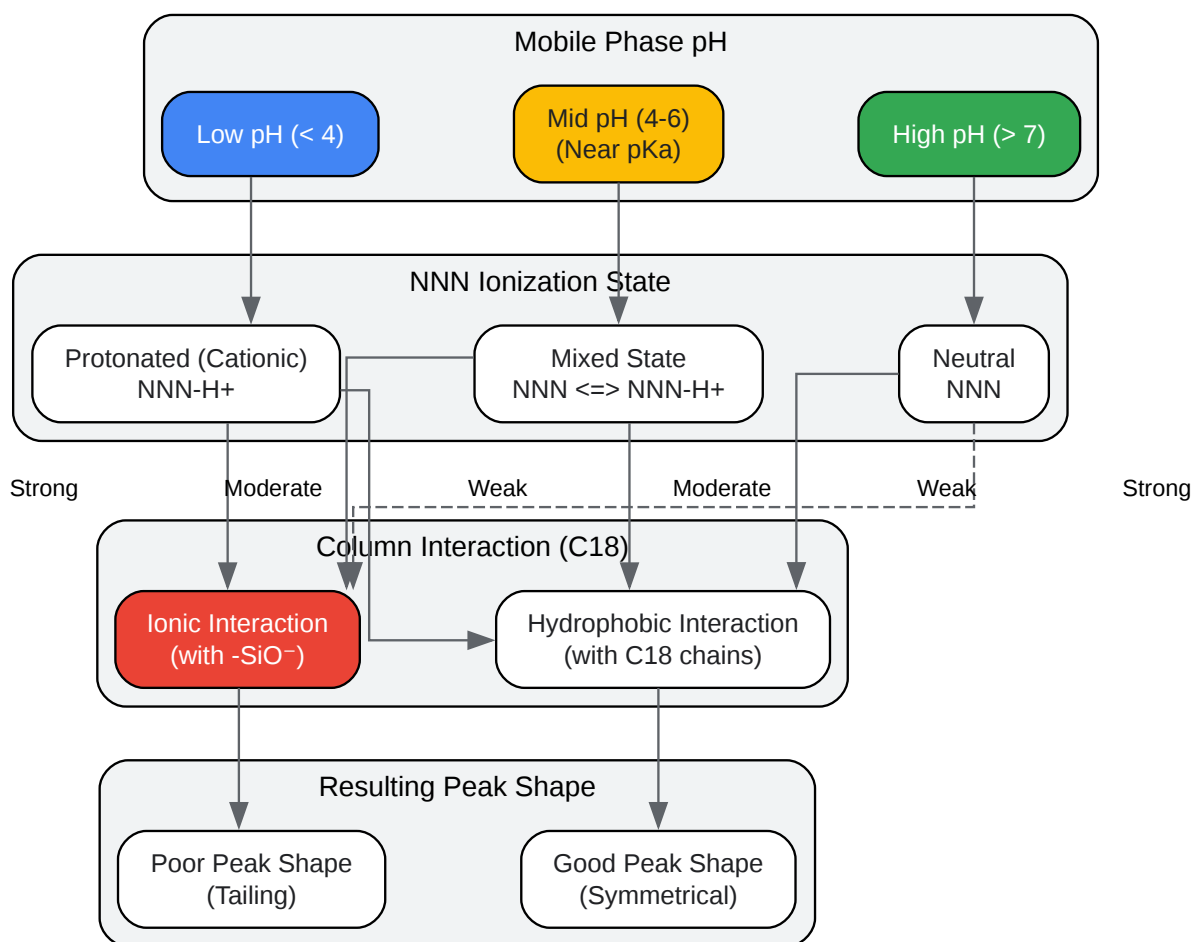 Mobile Phase pH
Low pH (< 4)
Mid pH (4-6)
(Near pKa)
High pH (> 7)
NNN Ionization State
Protonated (Cationic)
NNN-H+
Mixed State
NNN <=> NNN-H+
Neutral
NNN
Strong
Moderate
Weak
Moderate
Weak
Strong
Column Interaction (C18)
Ionic Interaction
(with -SiO⁻)
Hydrophobic Interaction
(with C18 chains)
Resulting Peak Shape
Poor Peak Shape
(Tailing)
Good Peak Shape
(Symmetrical)